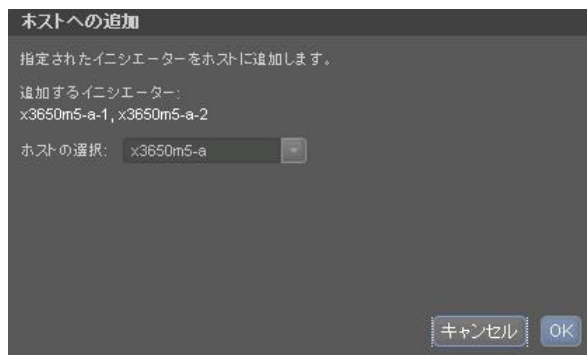 ホストへの追加
指定されたイニシエーターをホストに追加します。
追加するイニシエーター:
x3650m5-a-1, x3650m5-a-2
ホストの選択: x3650m5-a
キャンセル OK